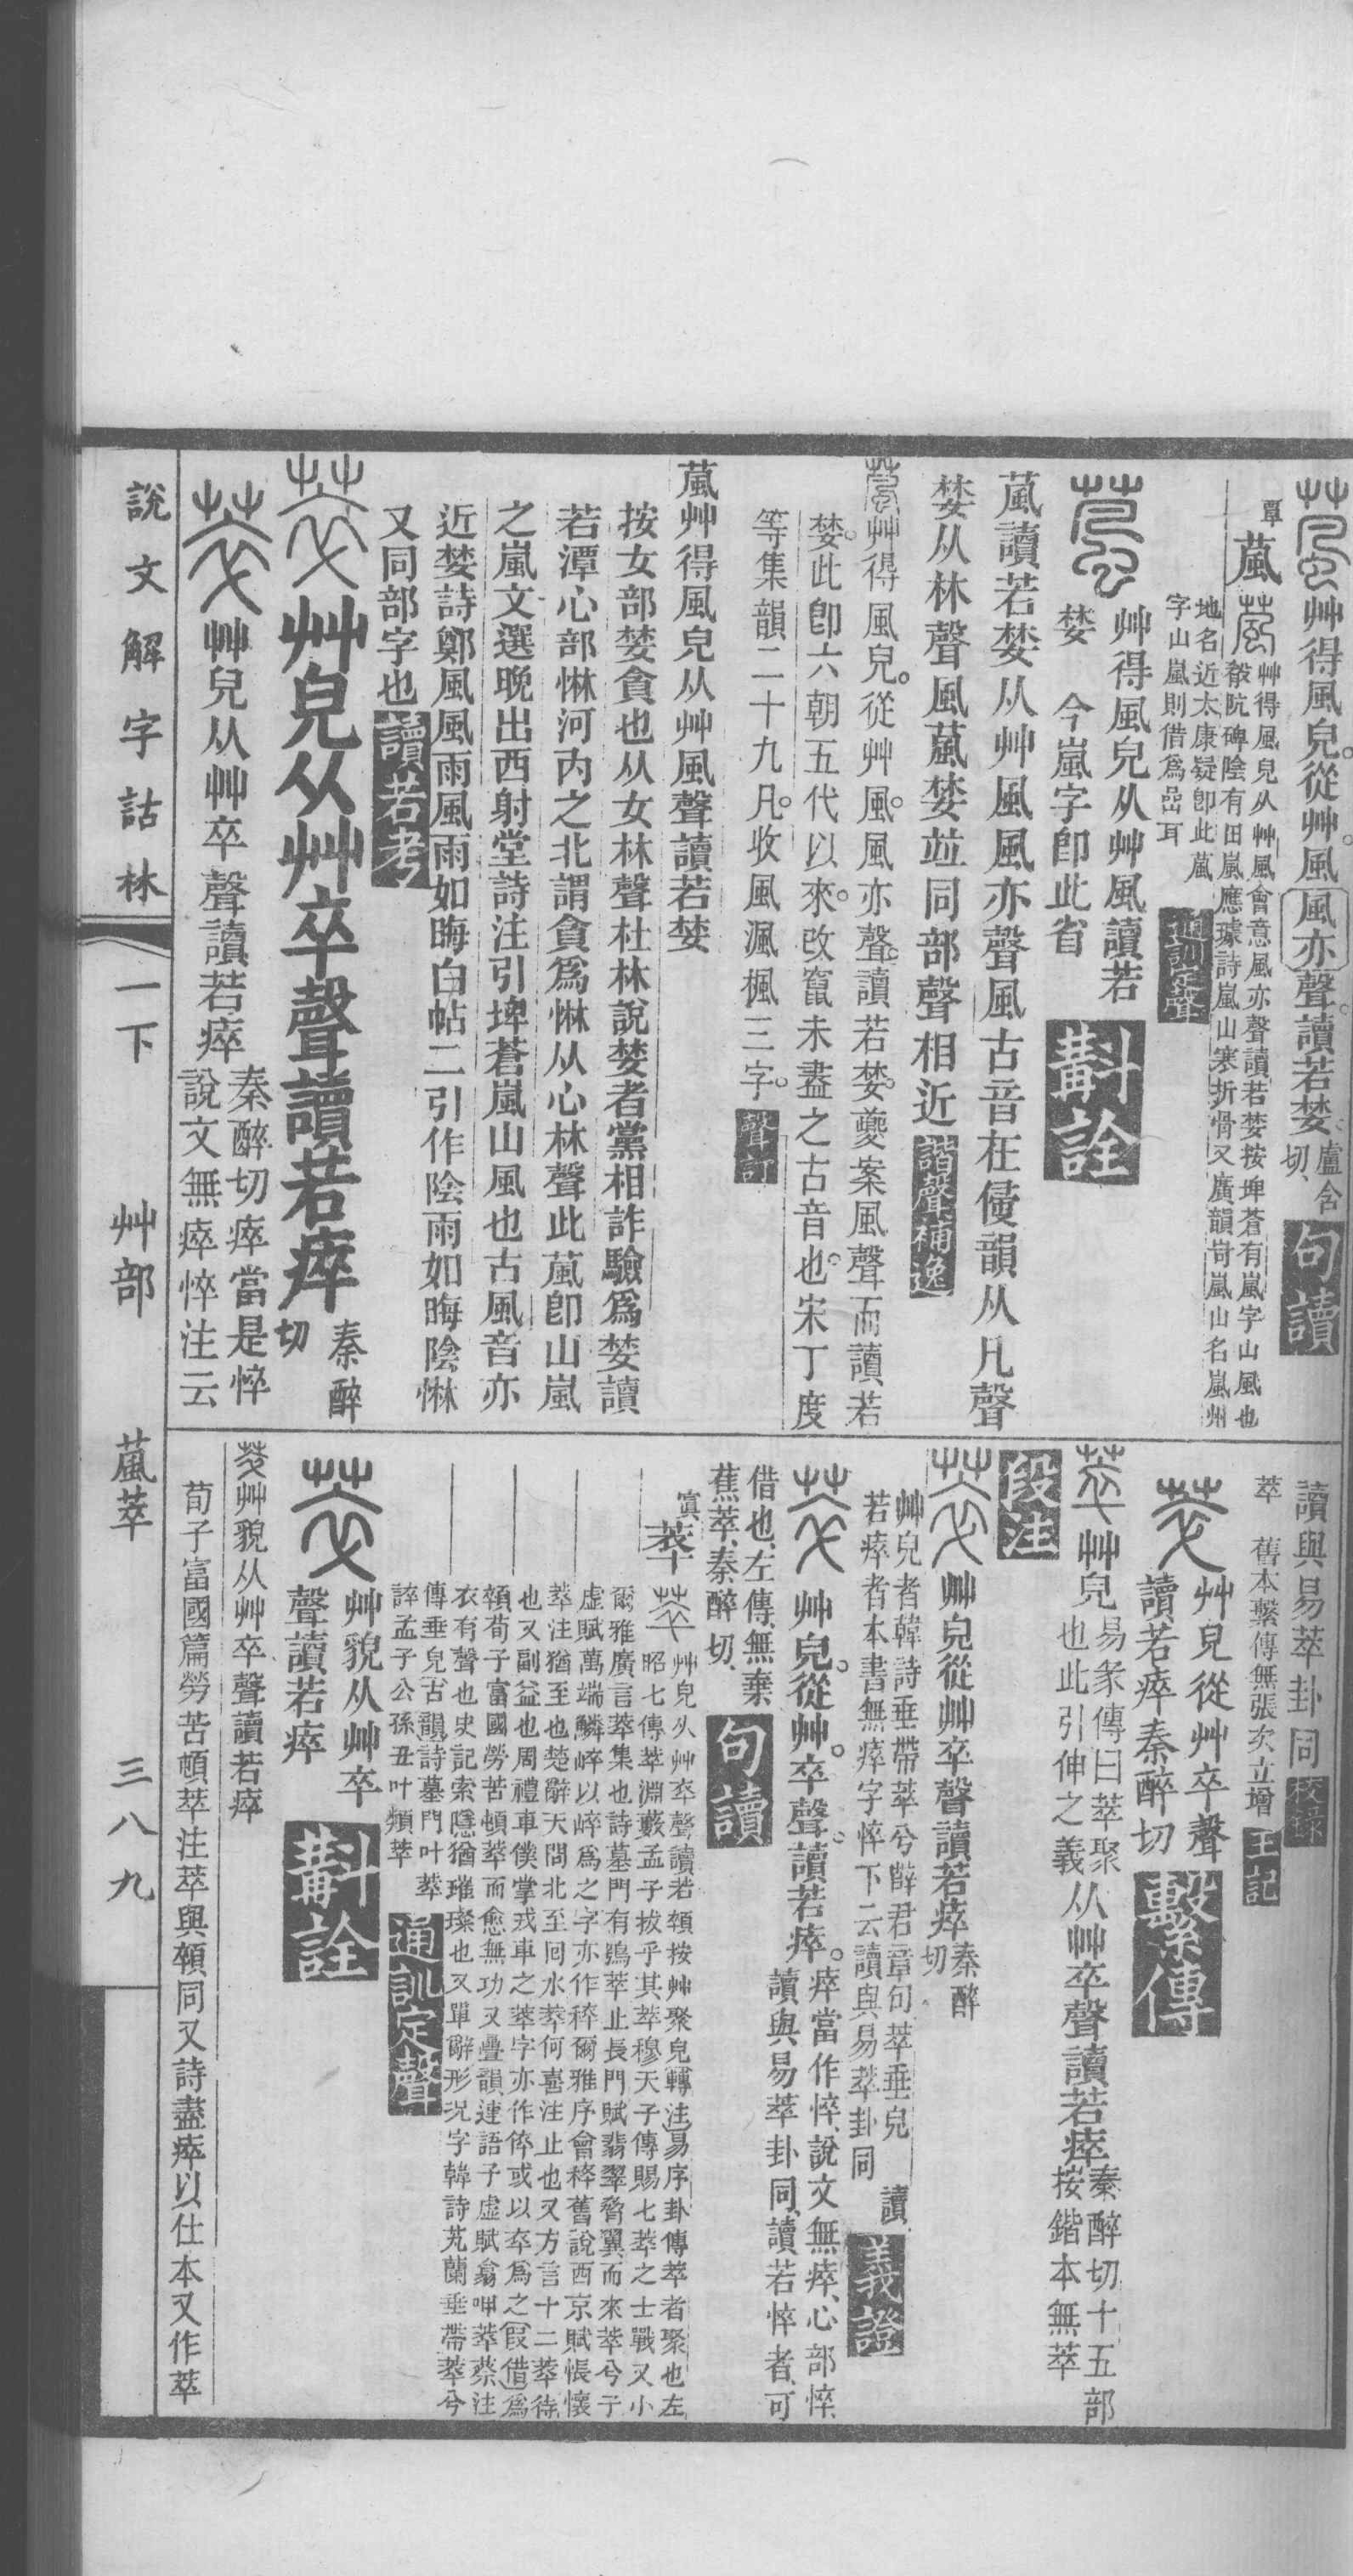 艸得風皃。從艸。風風亦聲。讀若婪。盧含切、句讀
覃葻艸得風皃从艸風會意風亦聲讀若婪按埤蒼有嵐字山風也
㪚阬碑陰有田嵐應璩詩嵐山寒折骨又廣韻岢嵐山名嵐州
地名近太康疑卽此葻
字山嵐則借爲嵒耳通訓定聲
艸得風皃从艸風讀若
婪 今嵐字卽此省斠詮
葻讀若婪从艸風風亦聲風古音在侵韻从凡聲
婪从林聲風葻婪竝同部聲相近諧聲補逸
艸得風皃。從艸。風。風亦聲。讀若婪。夔案風聲而讀若
婪。此卽六朝五代以來。改竄未盡之古音也。宋丁度
等集韻二十九凡。收風渢楓三字。聲訂
葻艸得風皃从艸風聲讀若婪
按女部婪貪也从女林聲杜林說婪者黨相詐驗爲婪讀
若潭心部惏河內之北謂貪爲惏从心林聲此葻卽山嵐
之嵐文選晚出西射堂詩注引埤蒼嵐山風也古風音亦
近婪詩鄭風風雨風雨如晦白帖二引作陰雨如晦陰惏
又同部字也讀若考
艸皃从艸卒聲讀若瘁秦醉切
艸皃从艸卒聲讀若瘁秦醉切瘁當是悴
說文無瘁悴注云
讀與易萃卦同校錄
萃 舊本繫傳無張次立增王記
艸皃從艸卒聲
讀若瘁秦醉切繫傳
艸皃易彖傳曰萃聚也此引伸之義从艸卒聲讀若瘁秦醉切十五部按鍇本無萃
段注
艸皃從艸卒聲讀若瘁秦醉切
艸皃者韓詩垂帶萃兮薛君章句萃垂皃 讀
若瘁者本書無瘁字悴下云讀與易萃卦同義證
艸皃。從艸。卒聲。讀若瘁。瘁當作悴、說文無瘁、心部悴、讀與易萃卦同、讀若悴者、可
借也、左傳、無棄
蕉萃、秦醉切、句讀
萃艸皃从艸卒聲讀若顇按艸聚皃轉注易序卦傳萃者聚也左
昭七傳萃淵藪孟子拔乎其萃穆天子傳賜七萃之士戰又小
爾雅廣言萃集也詩墓門有鴞萃止長門賦翡翠脅翼而來萃兮子
虛賦萬端鱗崪以崪爲之字亦作稡爾雅序會稡舊說西京賦悵懷
萃注猶至也楚辭天問北至囘水萃何喜注止也又方言十二萃待
也又副益也周禮車僕掌戎車之萃字亦作倅或以卒爲之假借爲
顇荀子富國勞苦頓萃而愈無功又疊韻連語子虛賦翕呷萃蔡注
衣有聲也史記索隱猶璀璨也又單辭形況字韓詩芄蘭垂帶萃兮
傳垂皃古韻詩墓門叶萃
誶孟子公孫丑叶類萃通訓定聲
艸貌从艸卒
聲讀若瘁斠詮
艸貌从艸卒聲讀若瘁
荀子富國篇勞苦頓萃注萃與顇同又詩盡瘁以仕本又作萃
說文解字詁林 一下 艸部 葻萃 三八九